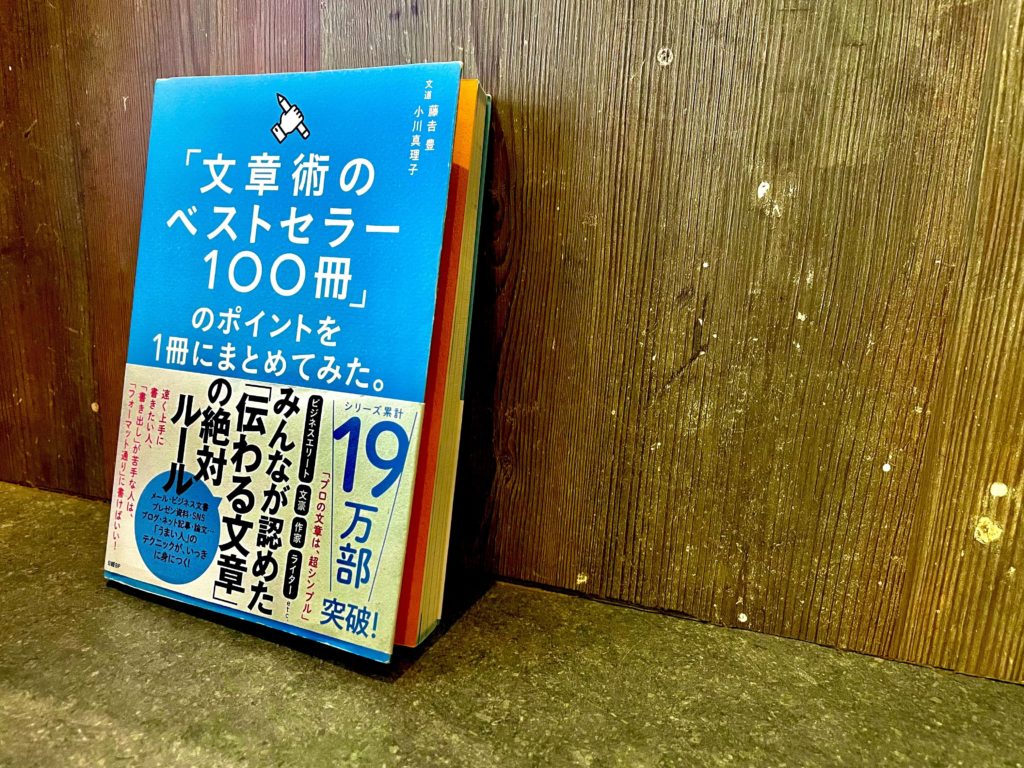 文道 藤𠮷 豊
小川真理子
「文章術の
ベストセラー
100冊」
のポイントを
1冊にまとめてみた。
シリーズ累計
19
万部
突破!
「プロの文章は、超シンプル」
ビジネスエリート 文豪 作家 ライター etc.
みんなが認めた
「伝わる文章」
の絶対
ルール
メール・ビジネス文書
プレゼン資料・SNS
ブログ・ネット記事・論文…
「うまい人」の
テクニックが、いっき
に身につく!
速く上手に
書きたい人、
「書き出し」が苦手な人は、
「フォーマット通り」に書けばいい!
日経BP